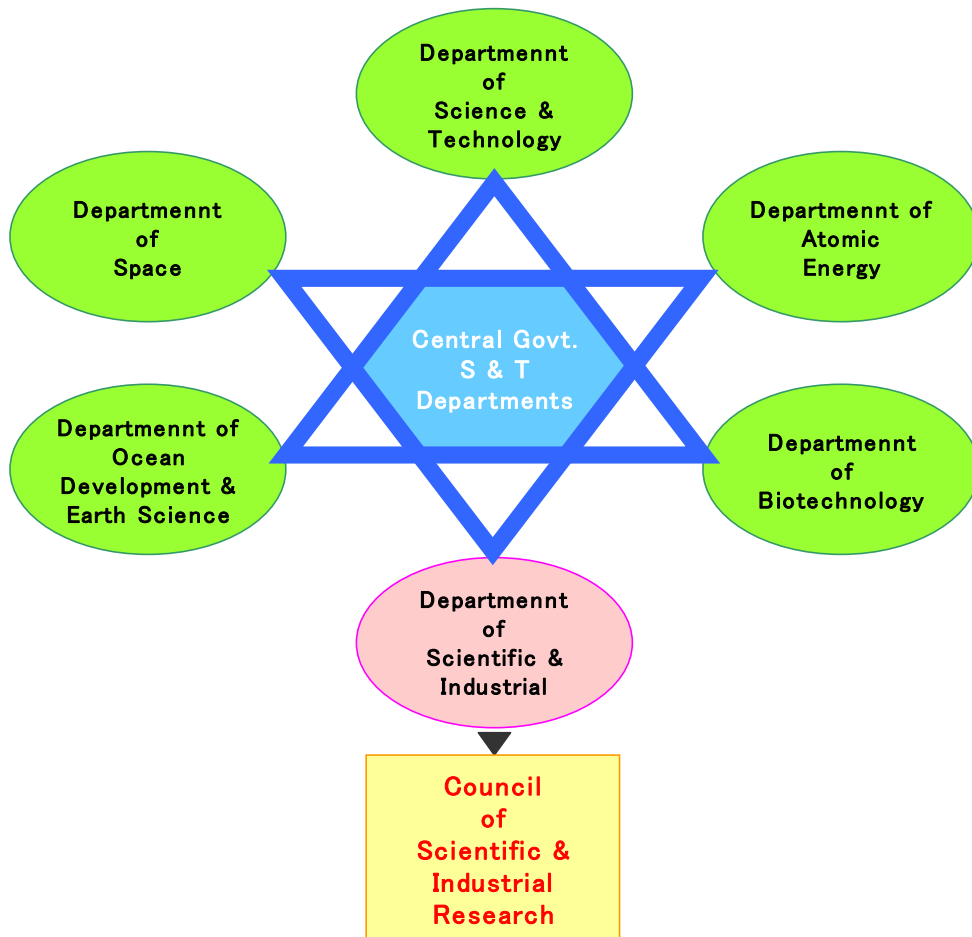 Departmennt
of
Science &
Technology
Departmennt
of
Space
Departmennt of
Atomic
Energy
Central Govt.
S & T
Departments
Departmennt of
Ocean
Development &
Earth Science
Departmennt
of
Biotechnology
Departmennt
of
Scientific &
Industrial
Council
of
Scientific &
Industrial
Research